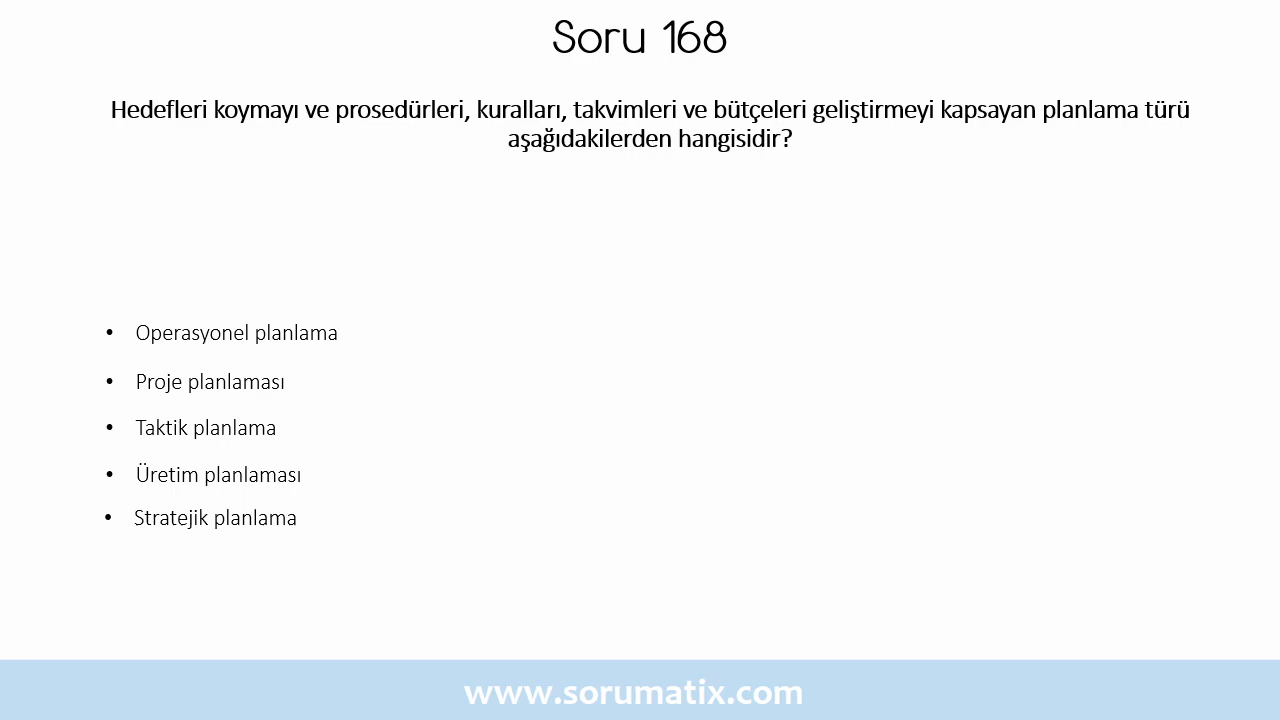 Soru 168
Hedefleri koymayı ve prosedürleri, kuralları, takvimleri ve bütçeleri geliştirmeyi kapsayan planlama türü
aşağıdakilerden hangisidir?
• Operasyonel planlama
• Proje planlaması
• Taktik planlama
• Üretim planlaması
• Stratejik planlama
www.sorumatix.com